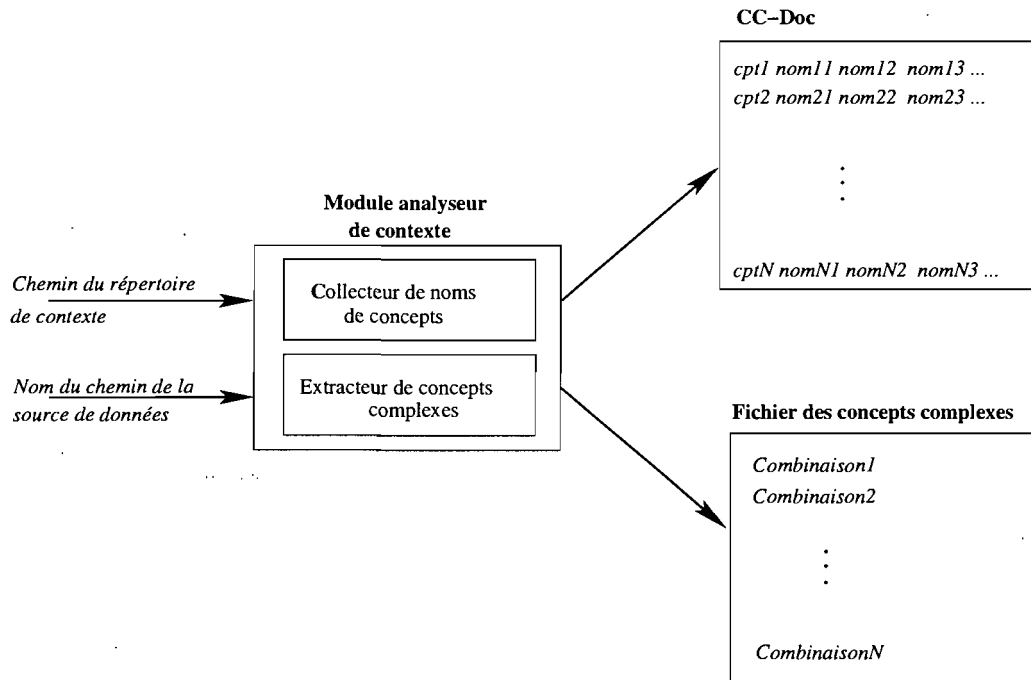 CC–Doc
cpt1 nom11 nom12 nom13 ...
cpt2 nom21 nom22 nom23 ...
cptN nomN1 nomN2 nomN3 ...
Module analyseur
de contexte
Collecteur de noms
de concepts
Extracteur de concepts
complexes
Chemin du répertoire
de contexte
Nom du chemin de la
source de données
Fichier des concepts complexes
Combinaison1
Combinaison2
CombinaisonN